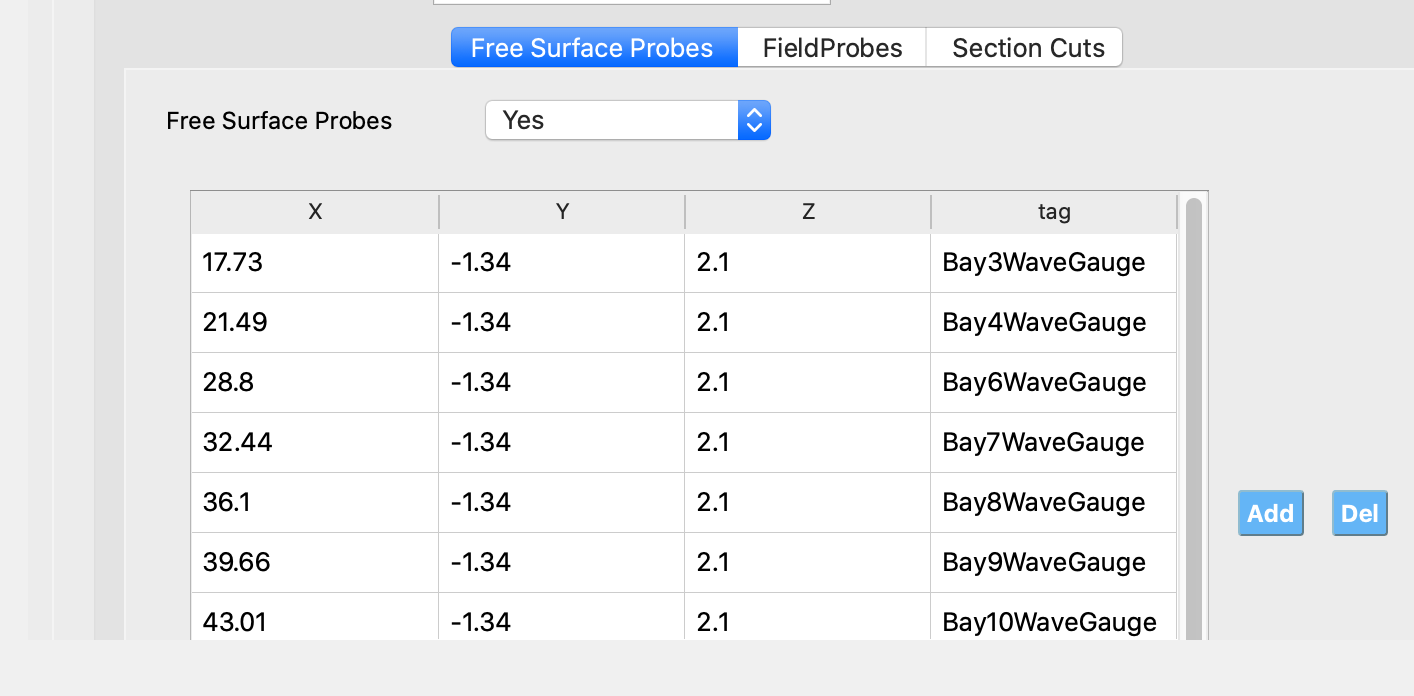 Free Surface Probes FieldProbes Section Cuts
Free Surface Probes Yes
X Y Z tag
17.73 -1.34 2.1 Bay3WaveGauge
21.49 -1.34 2.1 Bay4WaveGauge
28.8 -1.34 2.1 Bay6WaveGauge
32.44 -1.34 2.1 Bay7WaveGauge
36.1 -1.34 2.1 Bay8WaveGauge
Add Del
39.66 -1.34 2.1 Bay9WaveGauge
43.01 -1.34 2.1 Bay10WaveGauge